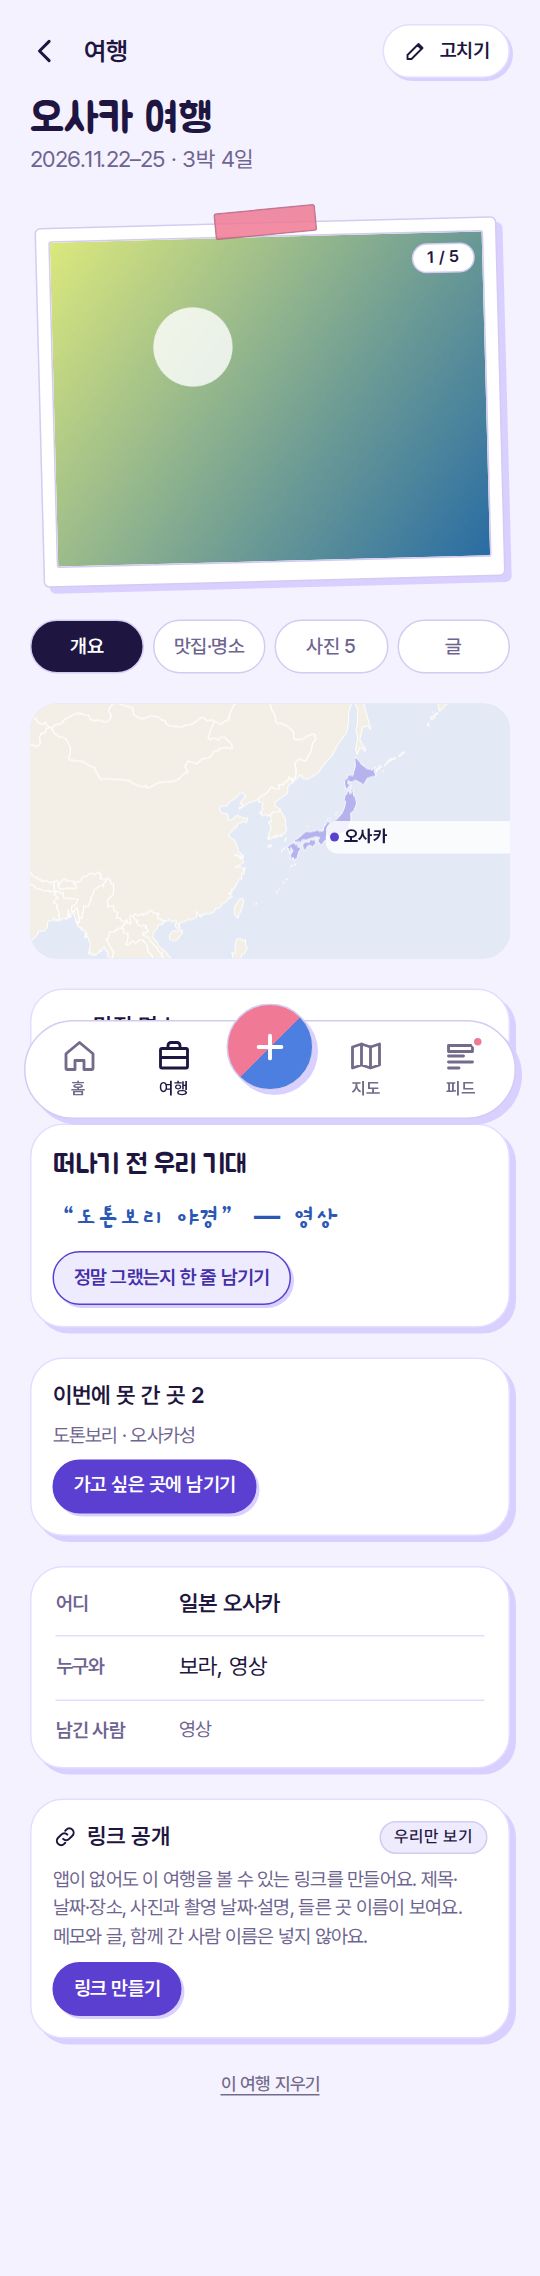 여행
고치기
오사카 여행
2026.11.22–25 · 3박 4일
1 / 5
개요
맛집·명소
사진 5
글
오사카
홈
여행
지도
피드
떠나기 전 우리 기대
“도톤보리 야경” — 영상
정말 그랬는지 한 줄 남기기
이번에 못 간 곳 2
도톤보리 · 오사카성
가고 싶은 곳에 남기기
어디 일본 오사카
누구와 보라, 영상
남긴 사람 영상
링크 공개
우리만 보기
앱이 없어도 이 여행을 볼 수 있는 링크를 만들어요. 제목·
날짜·장소, 사진과 촬영 날짜·설명, 들른 곳 이름이 보여요.
메모와 글, 함께 간 사람 이름은 넣지 않아요.
링크 만들기
이 여행 지우기